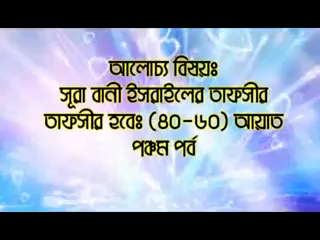 আলোচ্য বিষয়ঃ
সূরা বানী ইসরাইলের তাফসীর
তাফসীর হবেঃ (৪০-৬০) আয়াত
পঞ্চম পর্ব